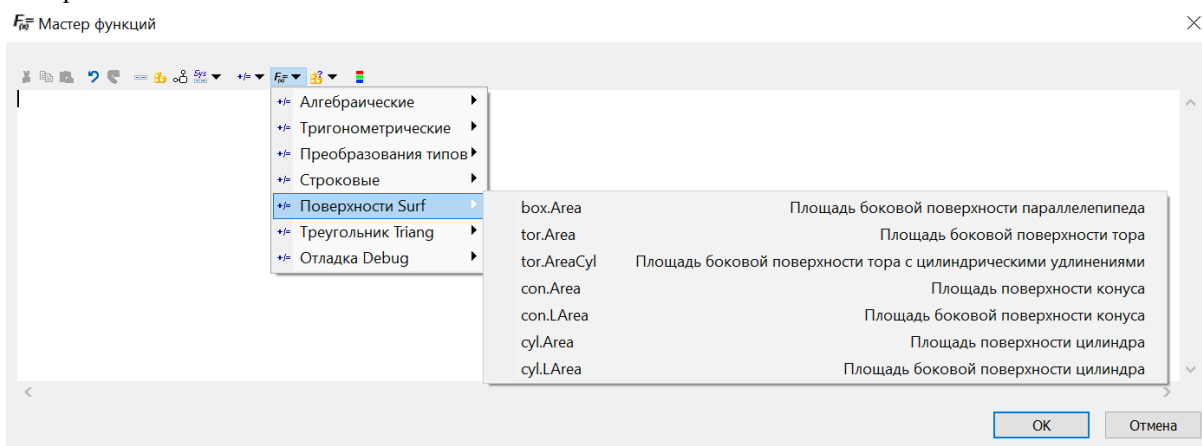 F(x)= Мастер функций
Sys +/= F(x)=
+/= Алгебраические
+/= Тригонометрические
+/= Преобразования типов
+/= Строковые
+/= Поверхности Surf
+/= Треугольник Triang
+/= Отладка Debug
box.Area Площадь боковой поверхности параллелепипеда
tor.Area Площадь боковой поверхности тора
tor.AreaCyl Площадь боковой поверхности тора с цилиндрическими удлинениями
con.Area Площадь поверхности конуса
con.LArea Площадь боковой поверхности конуса
cyl.Area Площадь поверхности цилиндра
cyl.LArea Площадь боковой поверхности цилиндра
OK Отмена